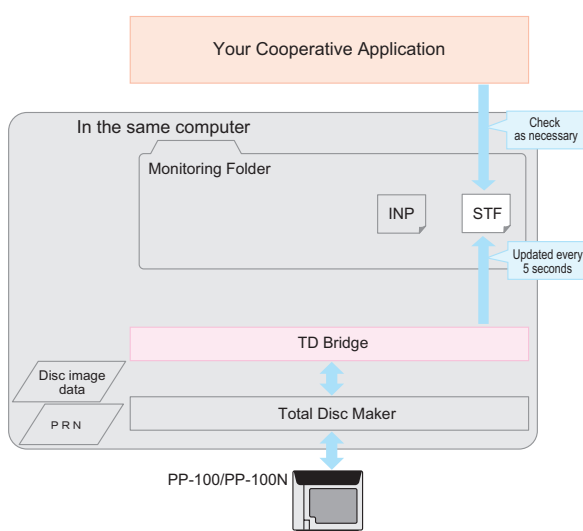 Your Cooperative Application
Check
as necessary
In the same computer
Monitoring Folder
INP
STF
Updated every
5 seconds
TD Bridge
Disc image
data
Total Disc Maker
PRN
PP-100/PP-100N